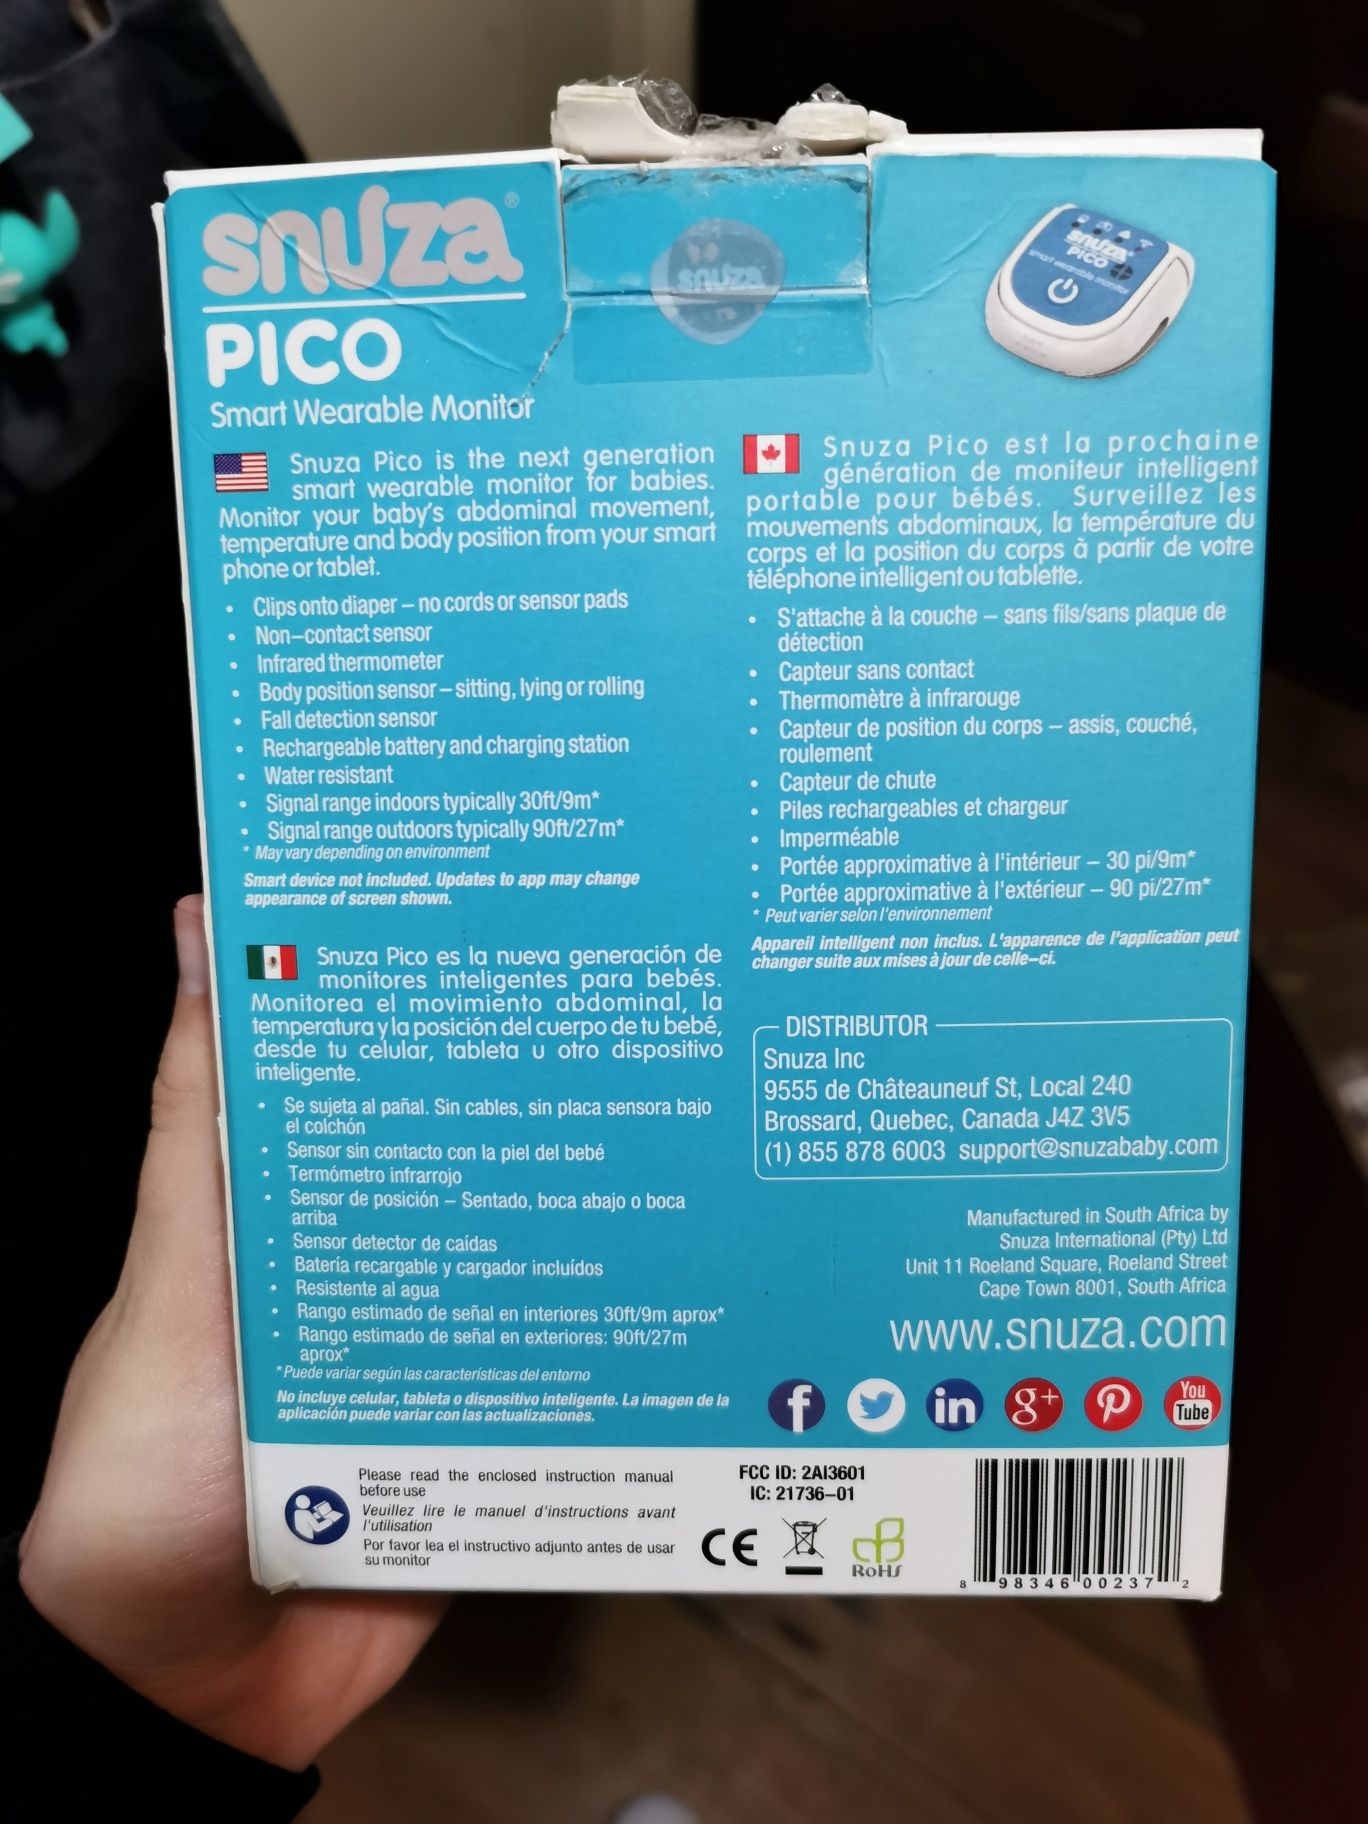 snuza®
PICO
Smart Wearable Monitor
snuza
snuza
PICO
smart wearable monitor
Snuza Pico is the next generation
smart wearable monitor for babies.
Monitor your baby's abdominal movement,
temperature and body position from your smart
phone or tablet.
• Clips onto diaper – no cords or sensor pads
• Non-contact sensor
• Infrared thermometer
• Body position sensor – sitting, lying or rolling
• Fall detection sensor
• Rechargeable battery and charging station
• Water resistant
• Signal range indoors typically 30ft/9m*
• Signal range outdoors typically 90ft/27m*
* May vary depending on environment
Smart device not included. Updates to app may change
appearance of screen shown.
Snuza Pico est la prochaine
génération de moniteur intelligent
portable pour bébés. Surveillez les
mouvements abdominaux, la température du
corps et la position du corps à partir de votre
téléphone intelligent ou tablette.
• S'attache à la couche – sans fils/sans plaque de
détection
• Capteur sans contact
• Thermomètre à infrarouge
• Capteur de position du corps – assis, couché,
roulement
• Capteur de chute
• Piles rechargeables et chargeur
• Imperméable
• Portée approximative à l'intérieur – 30 pi/9m*
• Portée approximative à l'extérieur – 90 pi/27m*
* Peut varier selon l'environnement
Appareil intelligent non inclus. L'apparence de l'application peut
changer suite aux mises à jour de celle-ci.
Snuza Pico es la nueva generación de
monitores inteligentes para bebés.
Monitorea el movimiento abdominal, la
temperatura y la posición del cuerpo de tu bebé,
desde tu celular, tableta u otro dispositivo
inteligente.
• Se sujeta al pañal. Sin cables, sin placa sensora bajo
el colchón
• Sensor sin contacto con la piel del bebé
• Termómetro infrarrojo
• Sensor de posición – Sentado, boca abajo o boca
arriba
• Sensor detector de caídas
• Batería recargable y cargador incluídos
• Resistente al agua
• Rango estimado de señal en interiores 30ft/9m aprox*
• Rango estimado de señal en exteriores: 90ft/27m
aprox*
* Puede variar según las características del entorno
No incluye celular, tableta o dispositivo inteligente. La imagen de la
aplicación puede variar con las actualizaciones.
DISTRIBUTOR
Snuza Inc
9555 de Châteauneuf St, Local 240
Brossard, Quebec, Canada J4Z 3V5
(1) 855 878 6003 support@snuzababy.com
Manufactured in South Africa by
Snuza International (Pty) Ltd
Unit 11 Roeland Square, Roeland Street
Cape Town 8001, South Africa
www.snuza.com
f in g+ P You Tube
Please read the enclosed instruction manual
before use
Veuillez lire le manuel d'instructions avant
l'utilisation
Por favor lea el instructivo adjunto antes de usar
su monitor
FCC ID: 2AI3601
IC: 21736-01
CE
RoHS
8 98346 00237 2